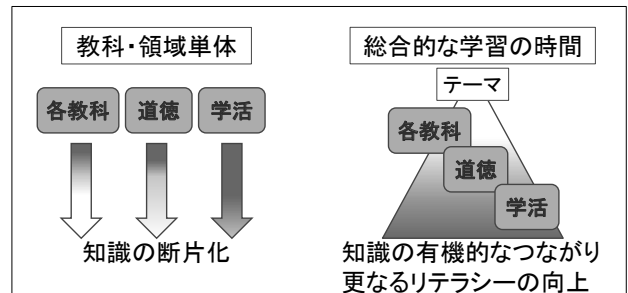 教科・領域単体
各教科
道徳
学活
知識の断片化
総合的な学習の時間
テーマ
各教科
道徳
学活
知識の有機的なつながり
更なるリテラシーの向上